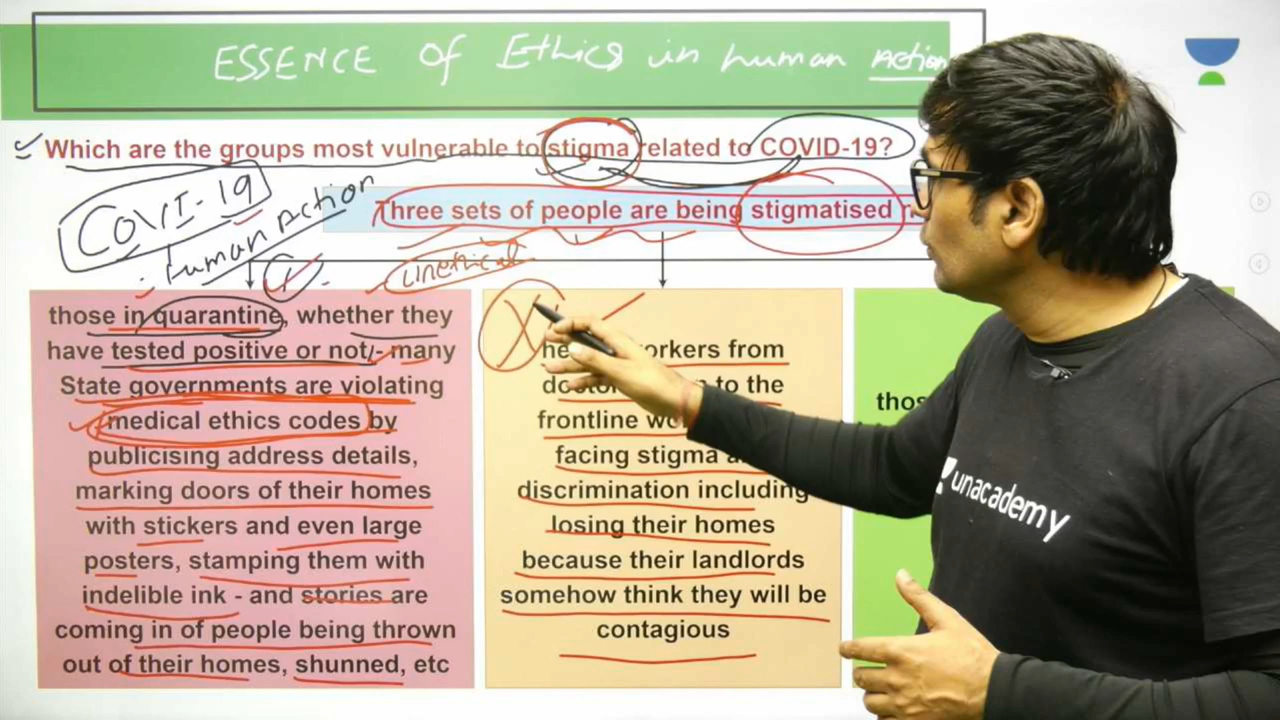 ESSENCE of Ethics in human Action
Which are the groups most vulnerable to stigma related to COVID-19?
COVI-19
human Action
Three sets of people are being stigmatised
unethical
those in quarantine, whether they
have tested positive or not/- many
State governments are violating
medical ethics codes by
publicising address details,
marking doors of their homes
with stickers and even large
posters, stamping them with
indelible ink - and stories are
coming in of people being thrown
out of their homes, shunned, etc
workers from
to the
frontline
facing stigma
discrimination including
losing their homes
because their landlords
somehow think they will be
contagious
unacademy